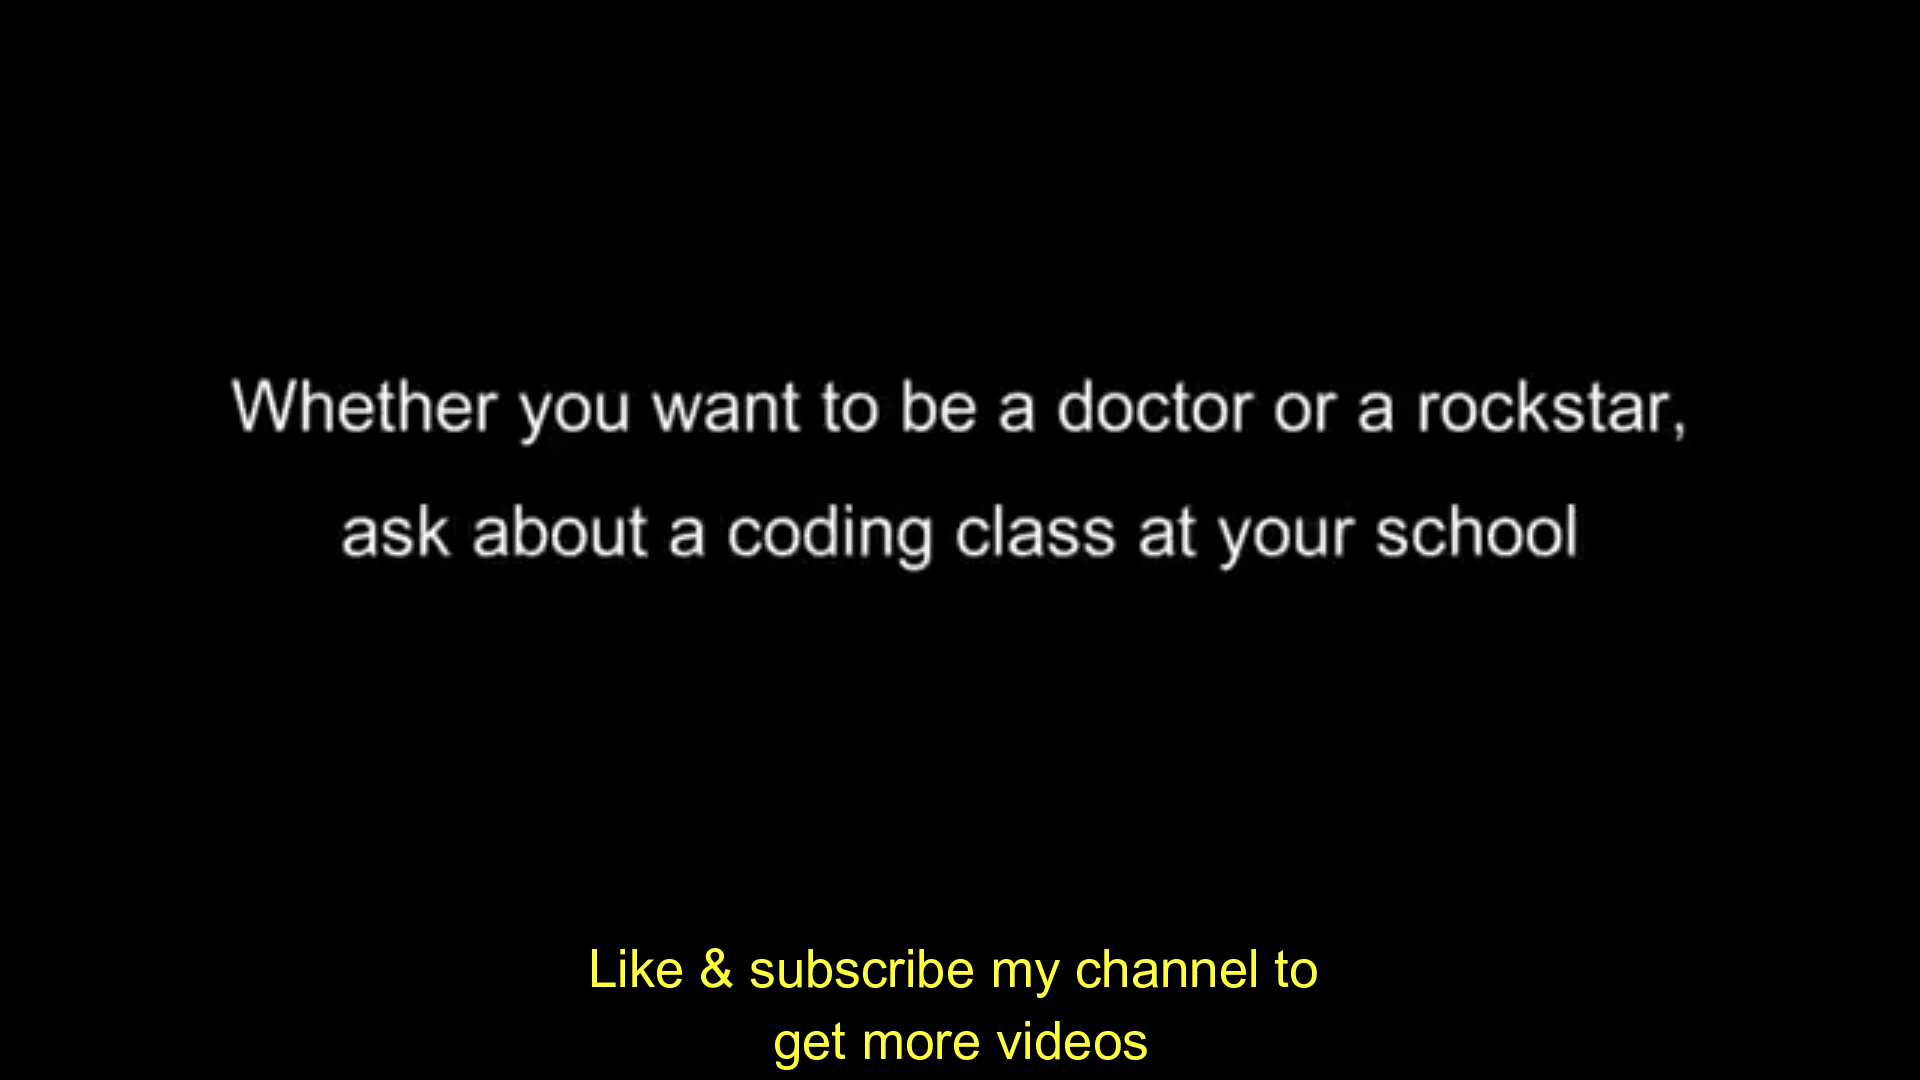 Whether you want to be a doctor or a rockstar,
ask about a coding class at your school
Like & subscribe my channel to
get more videos